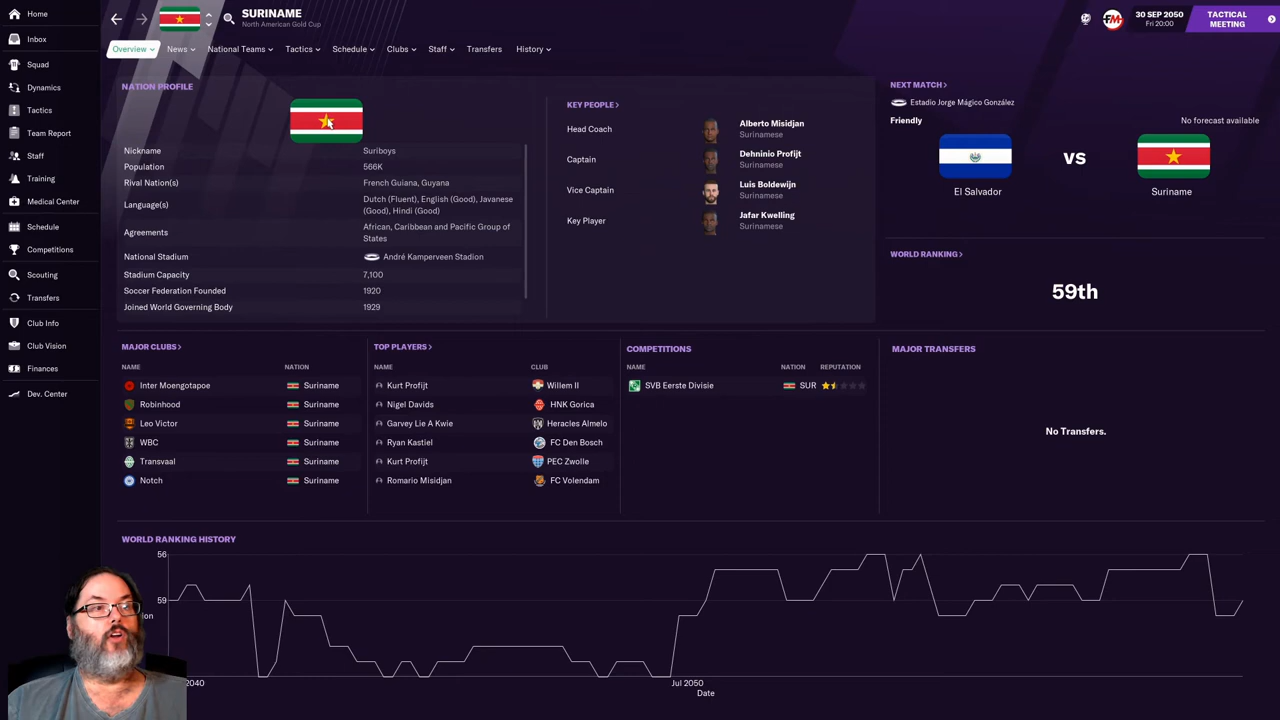 SURINAME
North American Gold Cup
30 SEP 2050
Fri 20:00
TACTICAL
MEETING
Overview
News
National Teams
Tactics
Schedule
Clubs
Staff
Transfers
History
Home
Inbox
Squad
Dynamics
Tactics
Team Report
Staff
Training
Medical Center
Schedule
Competitions
Scouting
Transfers
Club Info
Club Vision
Finances
Dev. Center
NATION PROFILE
Nickname Suriboys
Population 566K
Rival Nation(s) French Guiana, Guyana
Language(s) Dutch (Fluent), English (Good), Javanese
(Good), Hindi (Good)
Agreements African, Caribbean and Pacific Group of
States
National Stadium André Kamperveen Stadion
Stadium Capacity 7,100
Soccer Federation Founded 1920
Joined World Governing Body 1929
KEY PEOPLE
Head Coach Alberto Misidjan
Surinamese
Captain Dehninio Profijt
Surinamese
Vice Captain Luis Boldewijn
Surinamese
Key Player Jafar Kwelling
Surinamese
NEXT MATCH
Estadio Jorge Mágico González
Friendly No forecast available
VS
El Salvador Suriname
WORLD RANKING
59th
MAJOR CLUBS
NAME NATION
Inter Moengotapoe Suriname
Robinhood Suriname
Leo Victor Suriname
WBC Suriname
Transvaal Suriname
Notch Suriname
TOP PLAYERS
NAME CLUB
Kurt Profijt Willem II
Nigel Davids HNK Gorica
Garvey Lie A Kwie Heracles Almelo
Ryan Kastiel FC Den Bosch
Kurt Profijt PEC Zwolle
Romario Misidjan FC Volendam
COMPETITIONS
NAME NATION REPUTATION
SVB Eerste Divisie SUR
MAJOR TRANSFERS
No Transfers.
WORLD RANKING HISTORY
56
59
2040
Jul 2050
Date